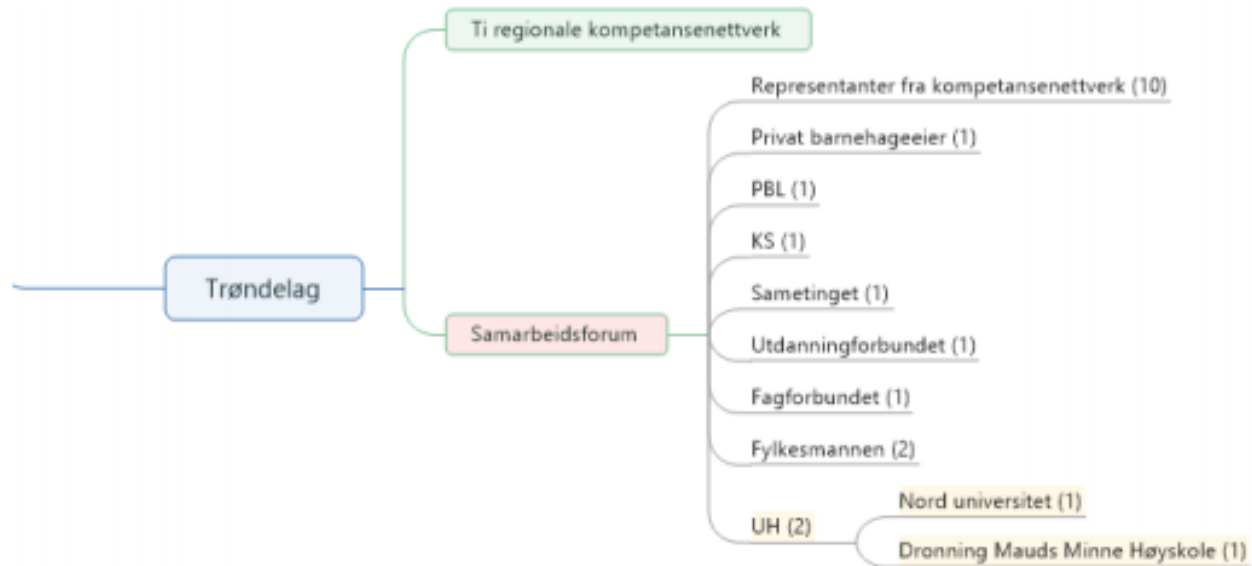 Ti regionale kompetansenettverk
Representanter fra kompetansenettverk (10)
Privat barnehageeier (1)
PBL (1)
KS (1)
Trøndelag
Sametinget (1)
Samarbeidsforum
Utdanningforbundet (1)
Fagforbundet (1)
Fylkesmannen (2)
Nord universitet (1)
UH (2)
Dronning Mauds Minne Høyskole (1)